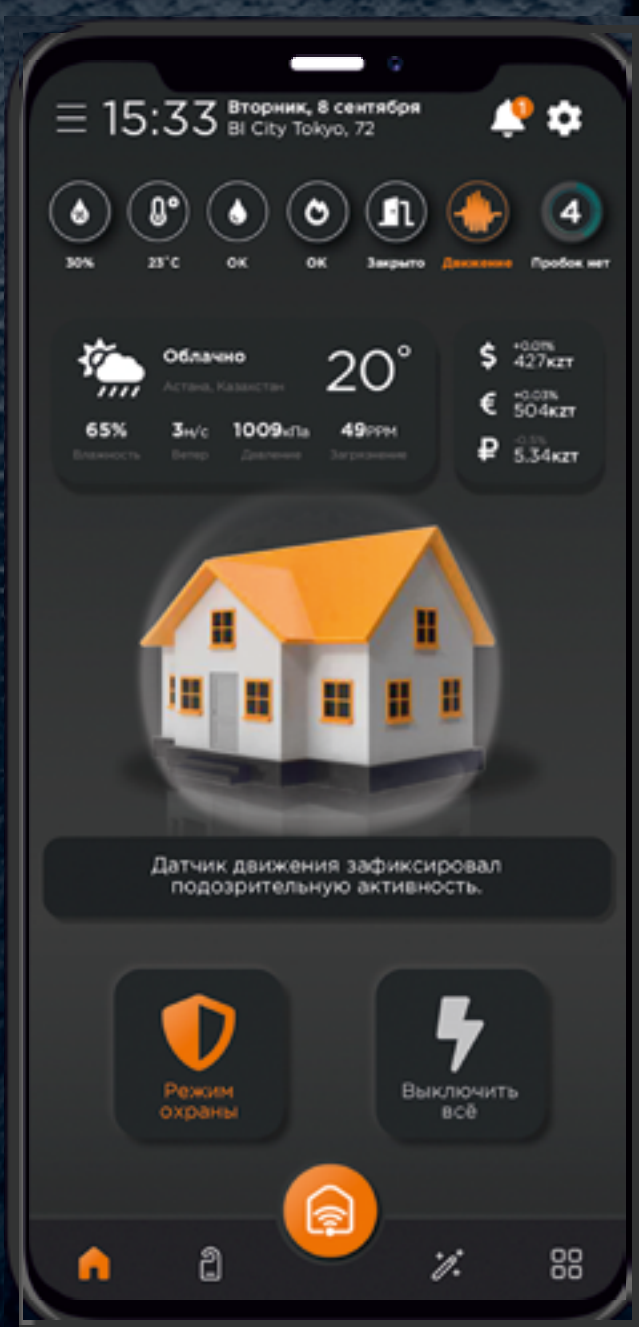 15:33
Вторник, 8 сентября
BI City Tokyo, 72
1
4
30%
23°C
ОК
ОК
Закрыто
Движение
Пробок нет
Облачно
Астана, Казахстан
20°
65%
3м/с
1009кПа
49PPM
Влажность
Ветер
Давление
Загрязнение
$
+0.01%
427KZT
€
+0.03%
504KZT
₽
-0.5%
5.34KZT
Датчик движения зафиксировал
подозрительную активность.
Режим
охраны
Выключить
всё